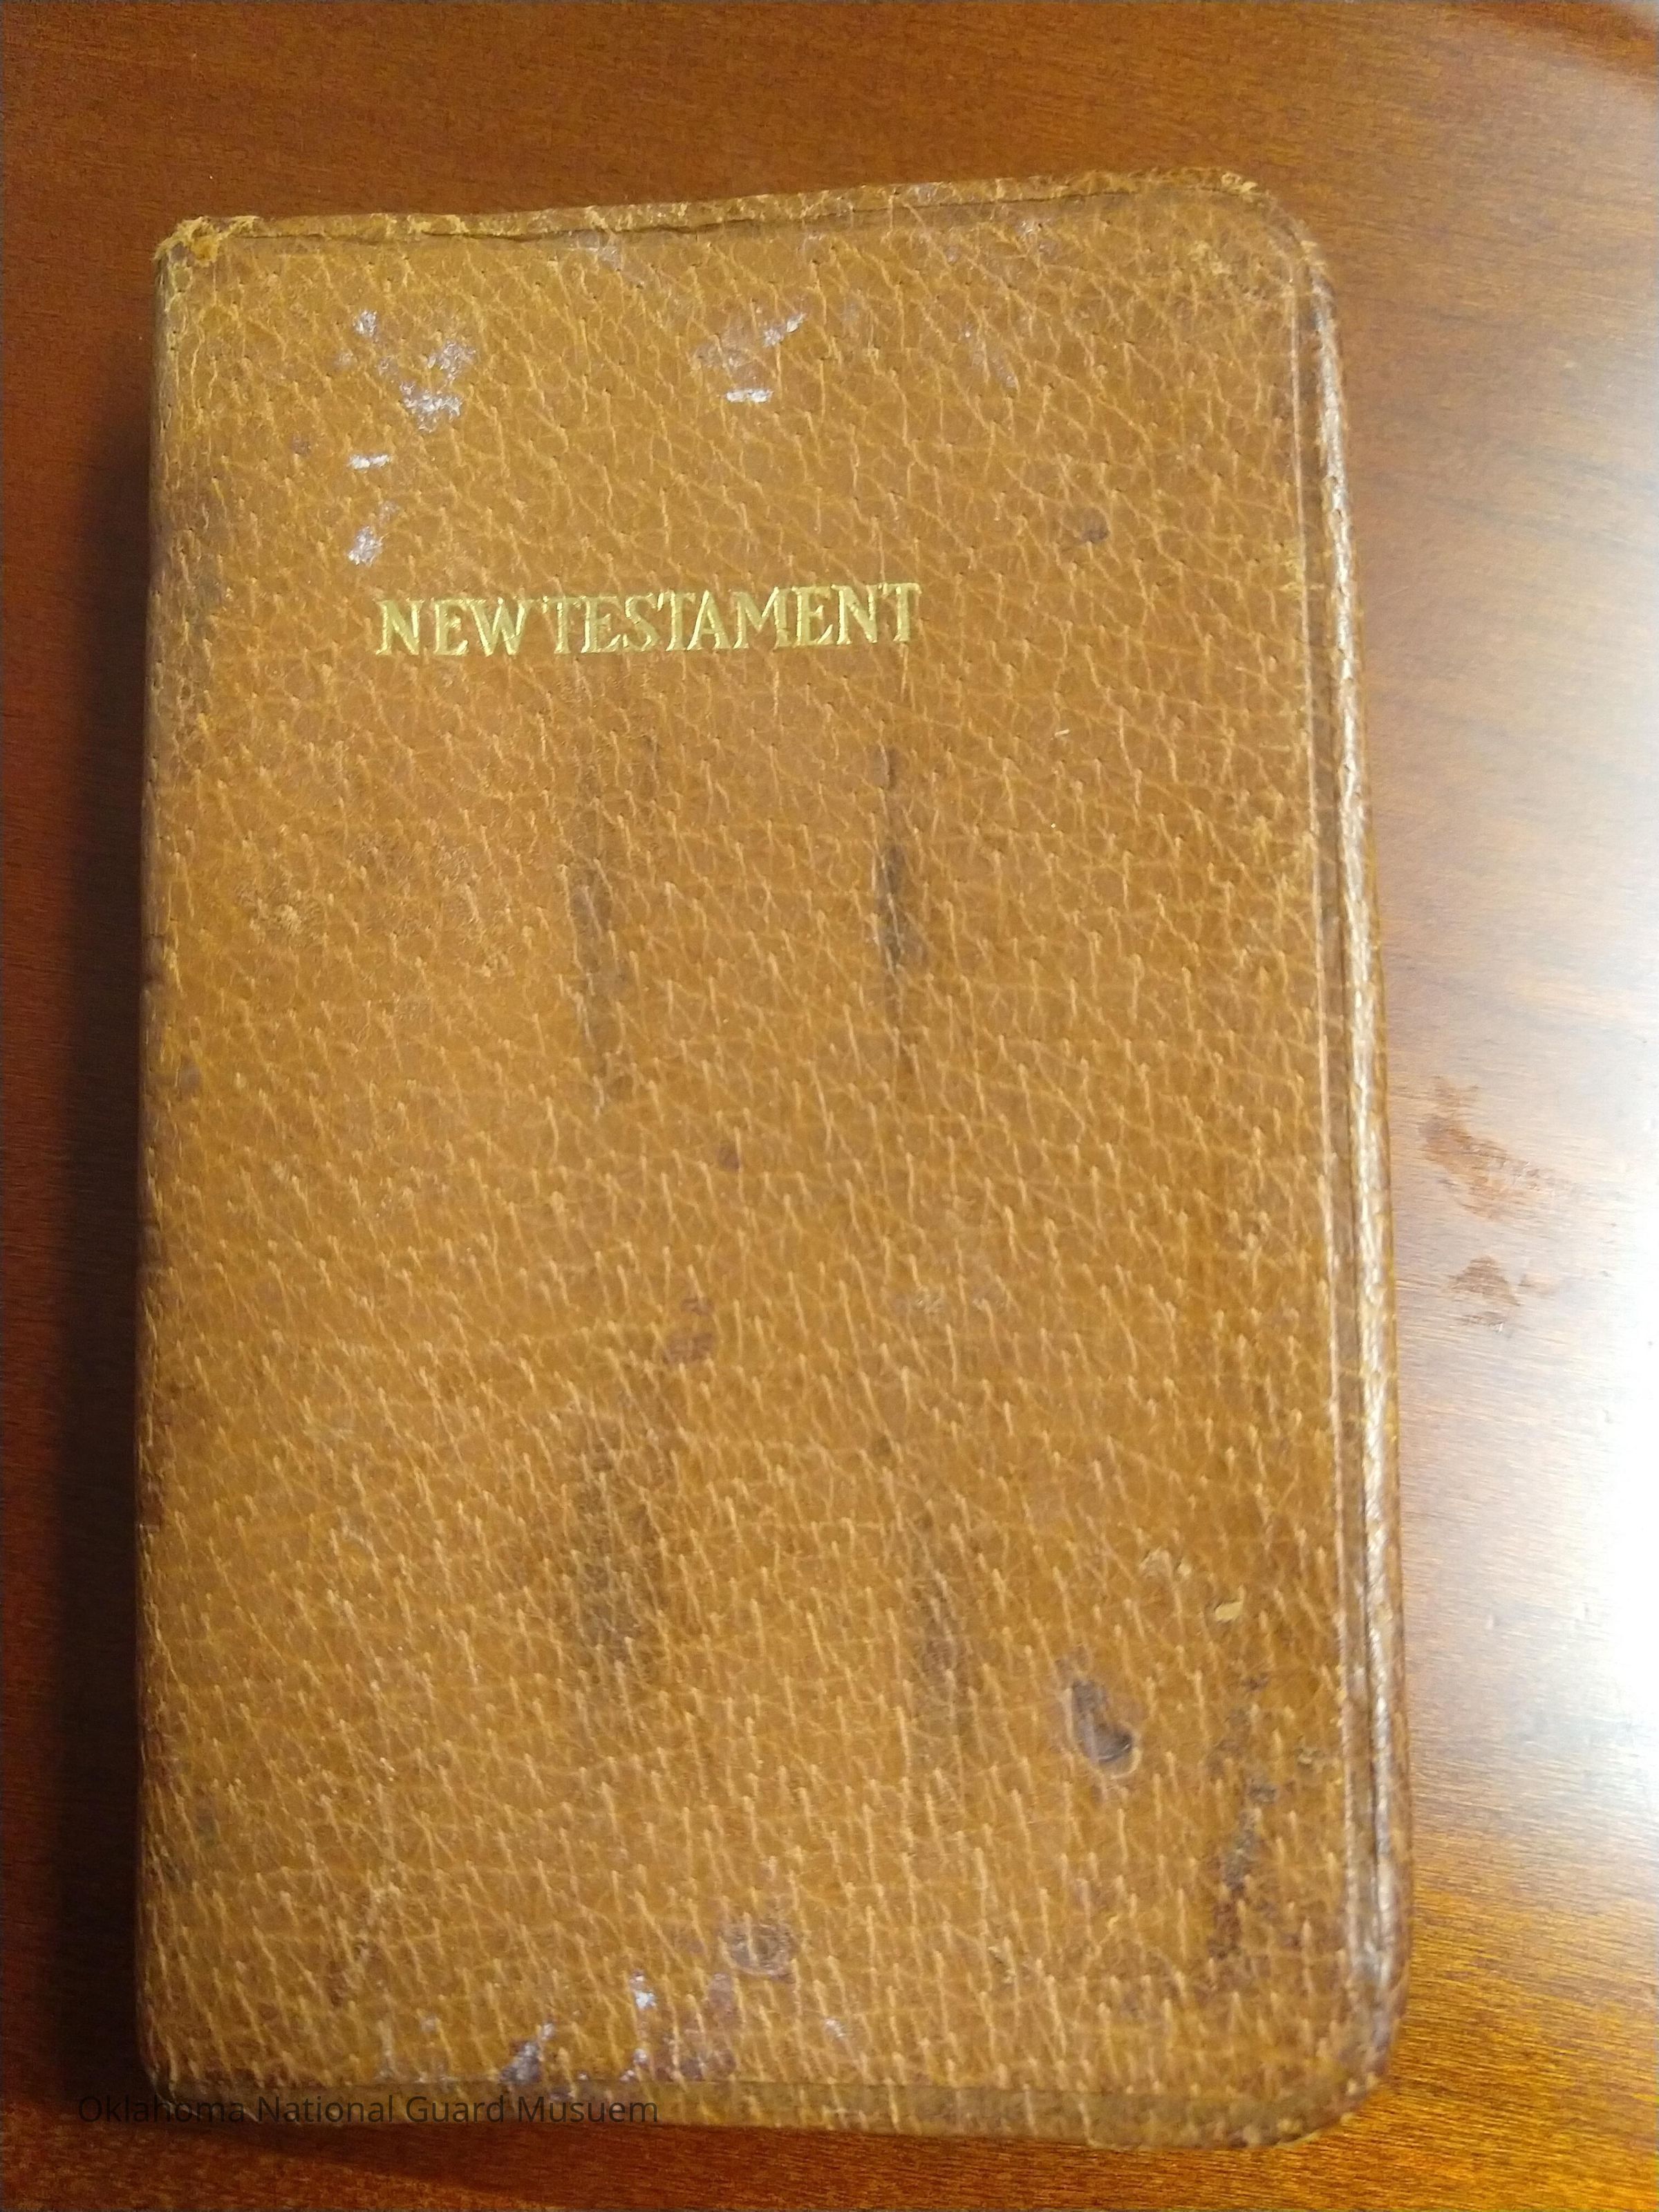 NEW TESTAMENT
Oklahoma National Guard Musuem